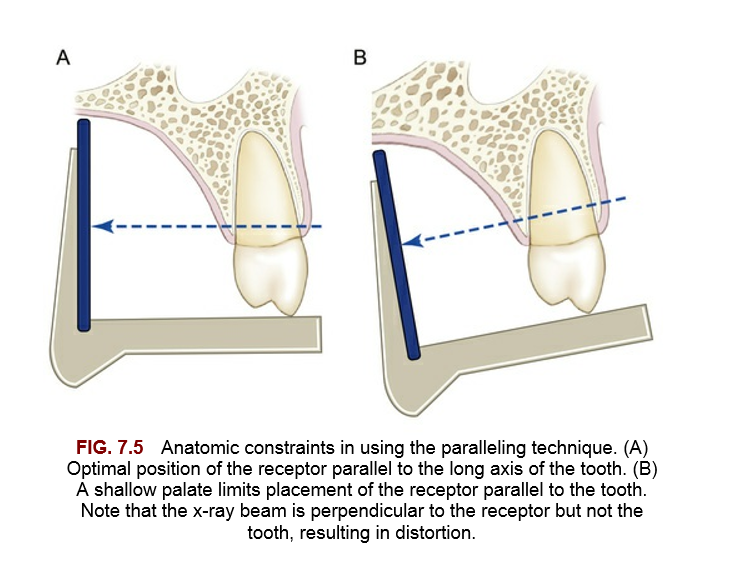 A
B
FIG. 7.5 Anatomic constraints in using the paralleling technique. (A)
Optimal position of the receptor parallel to the long axis of the tooth. (B)
A shallow palate limits placement of the receptor parallel to the tooth.
Note that the x-ray beam is perpendicular to the receptor but not the
tooth, resulting in distortion.